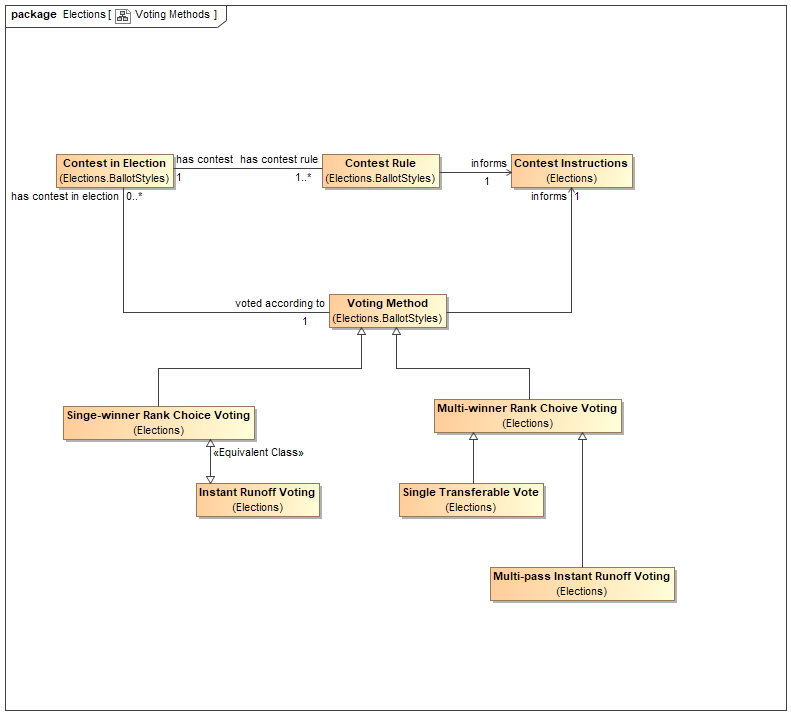 package Elections [ Voting Methods ]
Contest in Election
(Elections.BallotStyles)
has contest
1
has contest rule
1..*
Contest Rule
(Elections.BallotStyles)
informs
1
Contest Instructions
(Elections)
has contest in election
0..*
informs
1
voted according to
1
Voting Method
(Elections.BallotStyles)
Singe-winner Rank Choice Voting
(Elections)
Multi-winner Rank Choive Voting
(Elections)
«Equivalent Class»
Instant Runoff Voting
(Elections)
Single Transferable Vote
(Elections)
Multi-pass Instant Runoff Voting
(Elections)